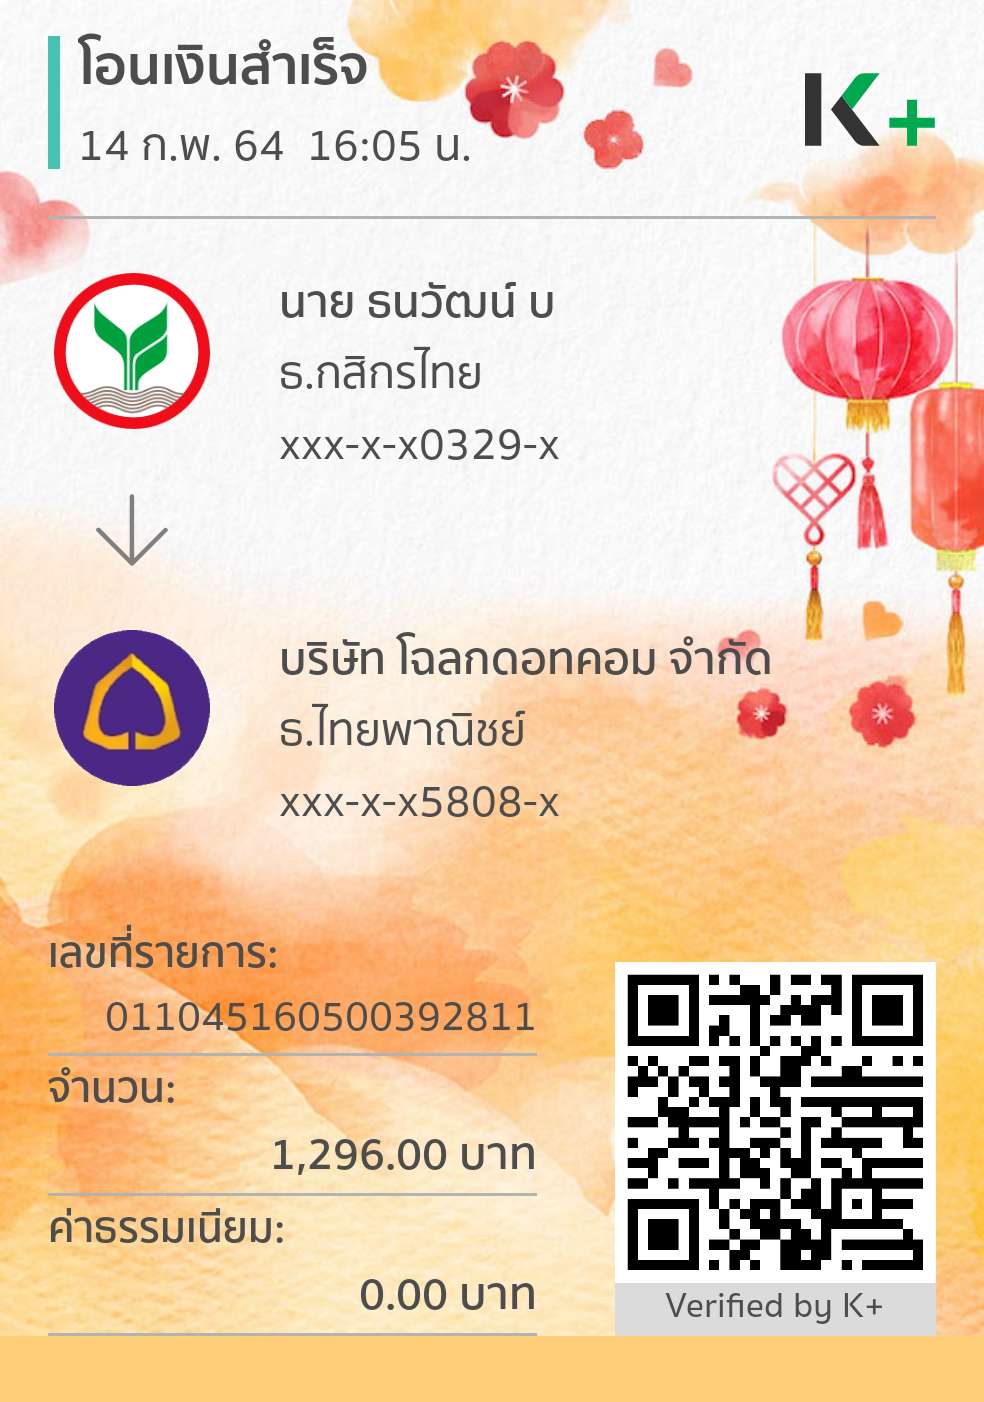 โอนเงินสำเร็จ
14 ก.พ. 64 16:05 น.
K+
นาย ธนวัฒน์ บ
ธ.กสิกรไทย
xxx-x-x0329-x
บริษัท โฉลกดอทคอม จำกัด
ธ.ไทยพาณิชย์
xxx-x-x5808-x
เลขที่รายการ:
011045160500392811
จำนวน:
1,296.00 บาท
ค่าธรรมเนียม:
0.00 บาท
Verified by K+